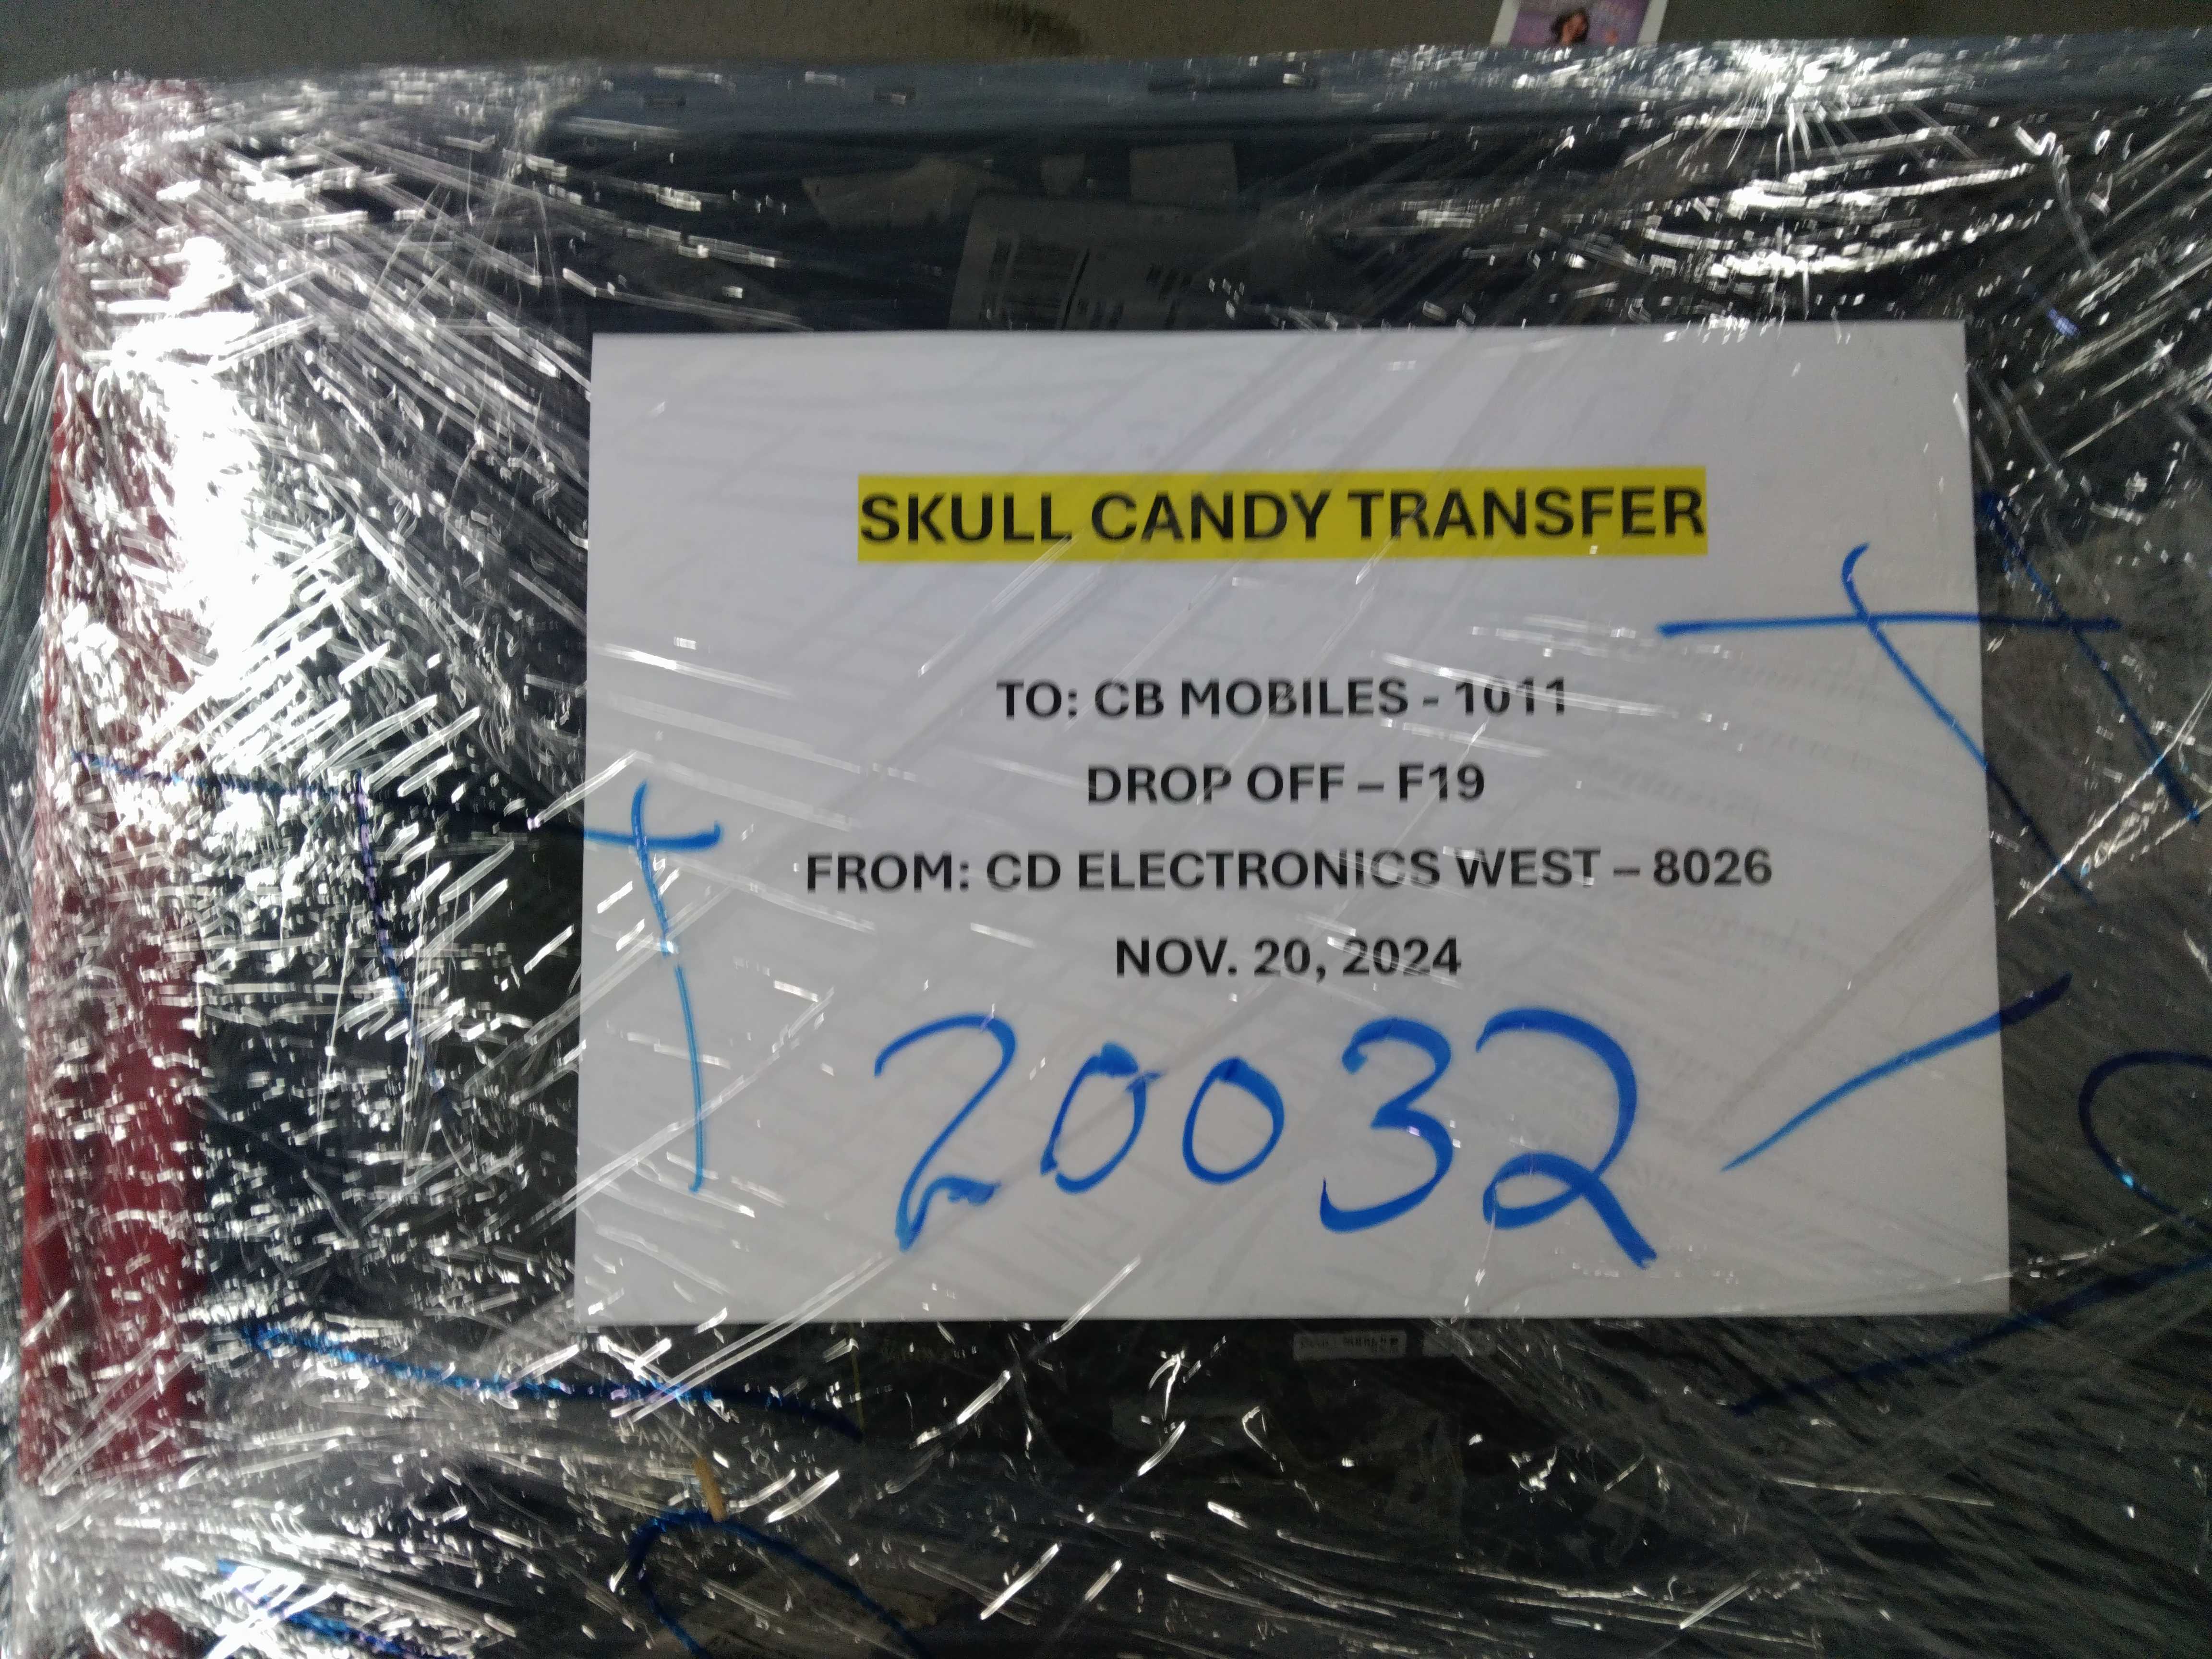 SKULL CANDY TRANSFER
TO: CB MOBILES - 1011
DROP OFF – F19
FROM: CD ELECTRONICS WEST – 8026
NOV. 20, 2024
20032